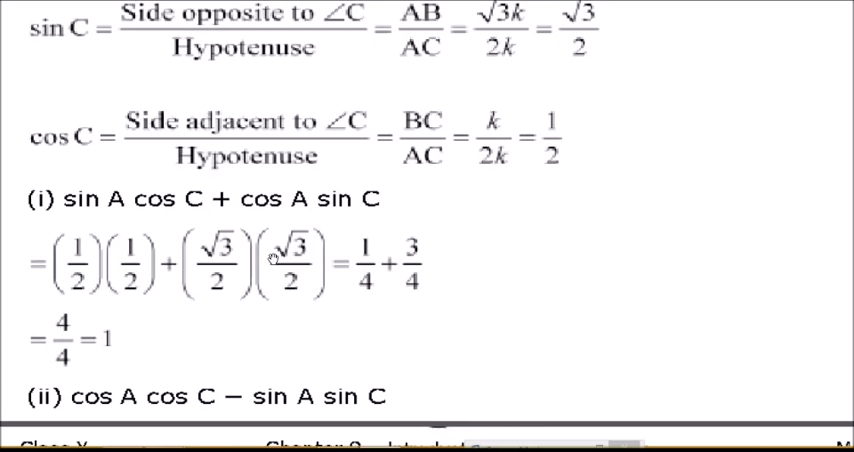 sin C = Side opposite to ∠C / Hypotenuse = AB / AC = √3k / 2k = √3 / 2
cos C = Side adjacent to ∠C / Hypotenuse = BC / AC = k / 2k = 1 / 2
(i) sin A cos C + cos A sin C
= (1/2)(1/2) + (√3/2)(√3/2) = 1/4 + 3/4
= 4/4 = 1
(ii) cos A cos C − sin A sin C